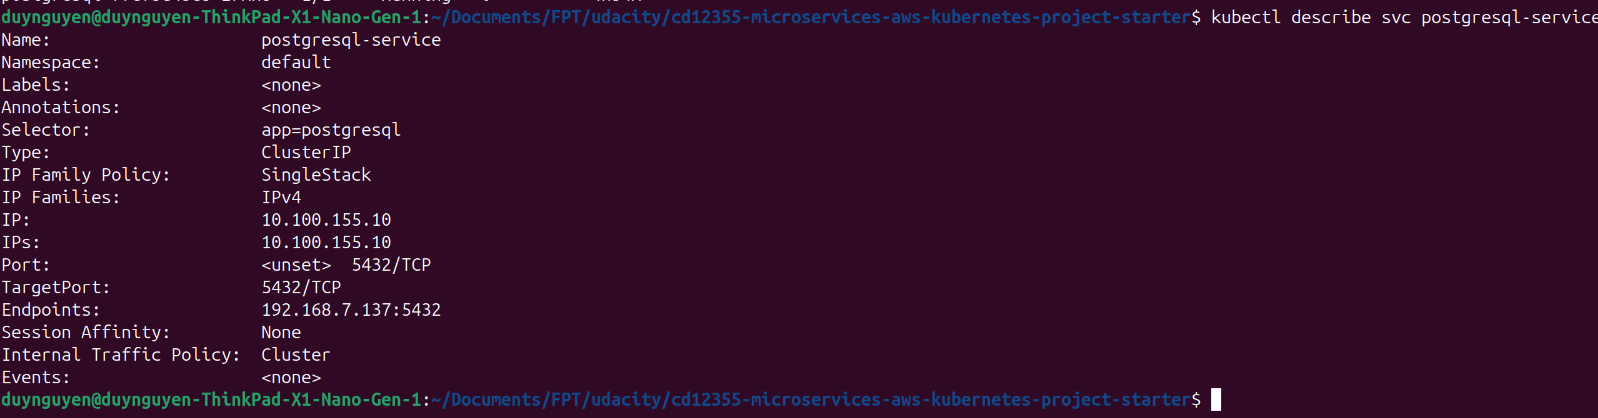 duynguyen@duynguyen-ThinkPad-X1-Nano-Gen-1:~/Documents/FPT/udacity/cd12355-microservices-aws-kubernetes-project-starter$ kubectl describe svc postgresql-service
Name:                     postgresql-service
Namespace:                default
Labels:                   <none>
Annotations:              <none>
Selector:                 app=postgresql
Type:                     ClusterIP
IP Family Policy:         SingleStack
IP Families:              IPv4
IP:                       10.100.155.10
IPs:                      10.100.155.10
Port:                     <unset>  5432/TCP
TargetPort:               5432/TCP
Endpoints:                192.168.7.137:5432
Session Affinity:         None
Internal Traffic Policy:  Cluster
Events:                   <none>
duynguyen@duynguyen-ThinkPad-X1-Nano-Gen-1:~/Documents/FPT/udacity/cd12355-microservices-aws-kubernetes-project-starter$